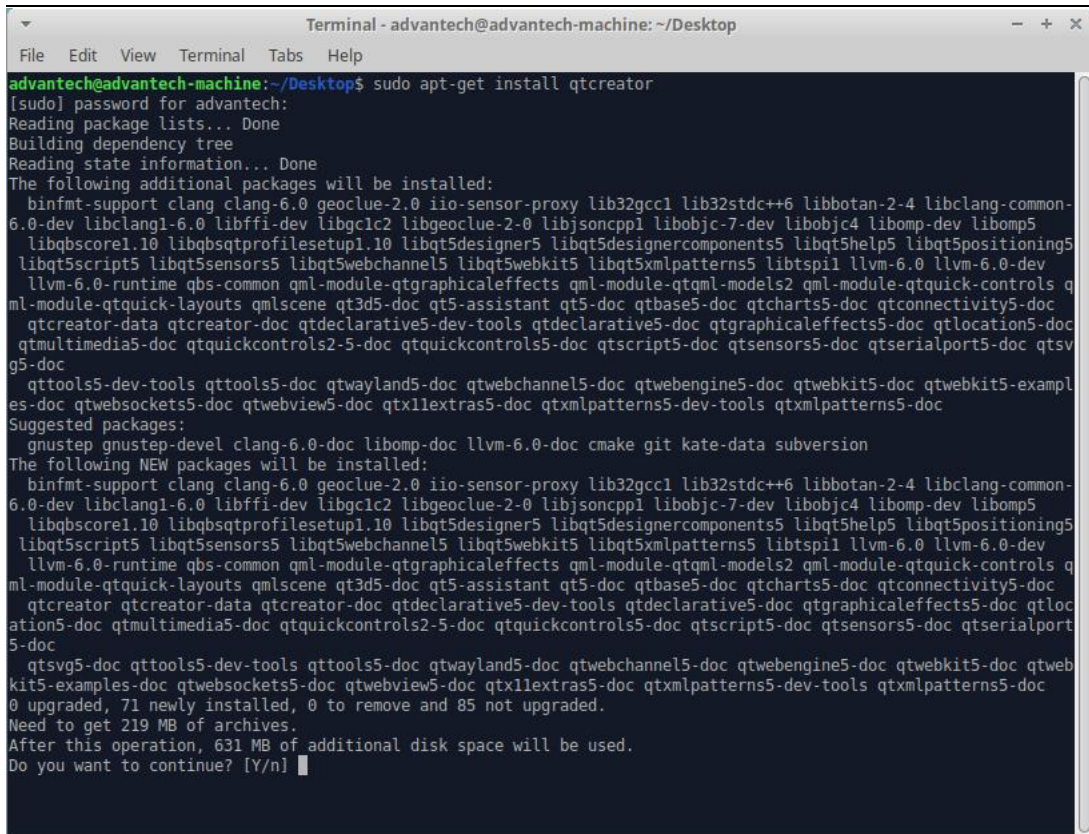 Terminal - advantech@advantech-machine: ~/Desktop
File Edit View Terminal Tabs Help
advantech@advantech-machine:~/Desktop$ sudo apt-get install qtcreator
[sudo] password for advantech:
Reading package lists... Done
Building dependency tree
Reading state information... Done
The following additional packages will be installed:
  binfmt-support clang clang-6.0 geoclue-2.0 iio-sensor-proxy lib32gcc1 lib32stdc++6 libbotan-2-4 libclang-common-
6.0-dev libclang1-6.0 libffi-dev libgc1c2 libgeoclue-2-0 libjsoncpp1 libobjc-7-dev libobjc4 libomp-dev libomp5
  libqbscore1.10 libqbsqtprofilesetup1.10 libqt5designer5 libqt5designercomponents5 libqt5help5 libqt5positioning5
 libqt5script5 libqt5sensors5 libqt5webchannel5 libqt5webkit5 libqt5xmlpatterns5 libtspi1 llvm-6.0 llvm-6.0-dev
  llvm-6.0-runtime qbs-common qml-module-qtgraphicaleffects qml-module-qtqml-models2 qml-module-qtquick-controls q
ml-module-qtquick-layouts qmlscene qt3d5-doc qt5-assistant qt5-doc qtbase5-doc qtcharts5-doc qtconnectivity5-doc
  qtcreator-data qtcreator-doc qtdeclarative5-dev-tools qtdeclarative5-doc qtgraphicaleffects5-doc qtlocation5-doc
 qtmultimedia5-doc qtquickcontrols2-5-doc qtquickcontrols5-doc qtscript5-doc qtsensors5-doc qtserialport5-doc qtsv
g5-doc
  qttools5-dev-tools qttools5-doc qtwayland5-doc qtwebchannel5-doc qtwebengine5-doc qtwebkit5-doc qtwebkit5-exampl
es-doc qtwebsockets5-doc qtwebview5-doc qtx11extras5-doc qtxmlpatterns5-dev-tools qtxmlpatterns5-doc
Suggested packages:
  gnustep gnustep-devel clang-6.0-doc libomp-doc llvm-6.0-doc cmake git kate-data subversion
The following NEW packages will be installed:
  binfmt-support clang clang-6.0 geoclue-2.0 iio-sensor-proxy lib32gcc1 lib32stdc++6 libbotan-2-4 libclang-common-
6.0-dev libclang1-6.0 libffi-dev libgc1c2 libgeoclue-2-0 libjsoncpp1 libobjc-7-dev libobjc4 libomp-dev libomp5
  libqbscore1.10 libqbsqtprofilesetup1.10 libqt5designer5 libqt5designercomponents5 libqt5help5 libqt5positioning5
 libqt5script5 libqt5sensors5 libqt5webchannel5 libqt5webkit5 libqt5xmlpatterns5 libtspi1 llvm-6.0 llvm-6.0-dev
  llvm-6.0-runtime qbs-common qml-module-qtgraphicaleffects qml-module-qtqml-models2 qml-module-qtquick-controls q
ml-module-qtquick-layouts qmlscene qt3d5-doc qt5-assistant qt5-doc qtbase5-doc qtcharts5-doc qtconnectivity5-doc
  qtcreator qtcreator-data qtcreator-doc qtdeclarative5-dev-tools qtdeclarative5-doc qtgraphicaleffects5-doc qtloc
ation5-doc qtmultimedia5-doc qtquickcontrols2-5-doc qtquickcontrols5-doc qtscript5-doc qtsensors5-doc qtserialport
5-doc
  qtsvg5-doc qttools5-dev-tools qttools5-doc qtwayland5-doc qtwebchannel5-doc qtwebengine5-doc qtwebkit5-doc qtweb
kit5-examples-doc qtwebsockets5-doc qtwebview5-doc qtx11extras5-doc qtxmlpatterns5-dev-tools qtxmlpatterns5-doc
0 upgraded, 71 newly installed, 0 to remove and 85 not upgraded.
Need to get 219 MB of archives.
After this operation, 631 MB of additional disk space will be used.
Do you want to continue? [Y/n]